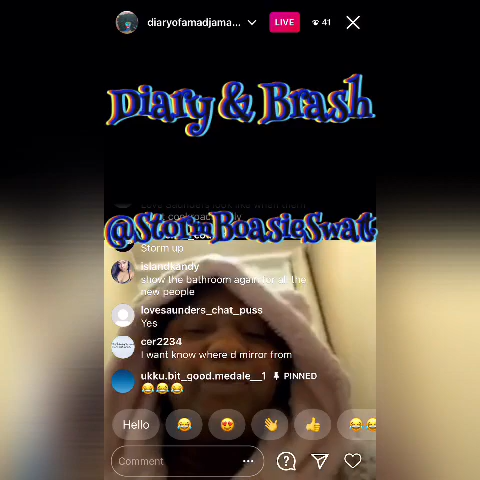 diaryofamadjama...
LIVE
41
Diary & Brash
@StormBoasieSwat
Storm up
islandkandy
show the bathroom again for all the
new people
lovesaunders_chat_puss
Yes
cer2234
I want know where d mirror from
ukku.bit_good.medale__1 PINNED
😂😂😂
Hello
Comment